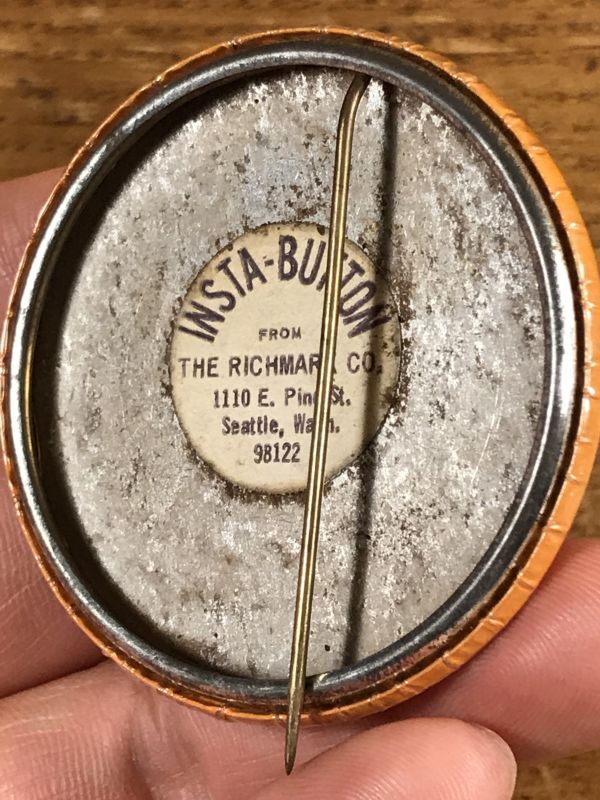 INSTA-BUTTON
FROM
THE RICHMARK CO.
1110 E. Pine St.
Seattle, Wash.
98122